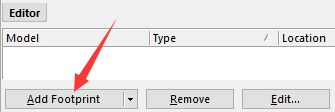 Editor
Model Type Location
Add Footprint Remove Edit...